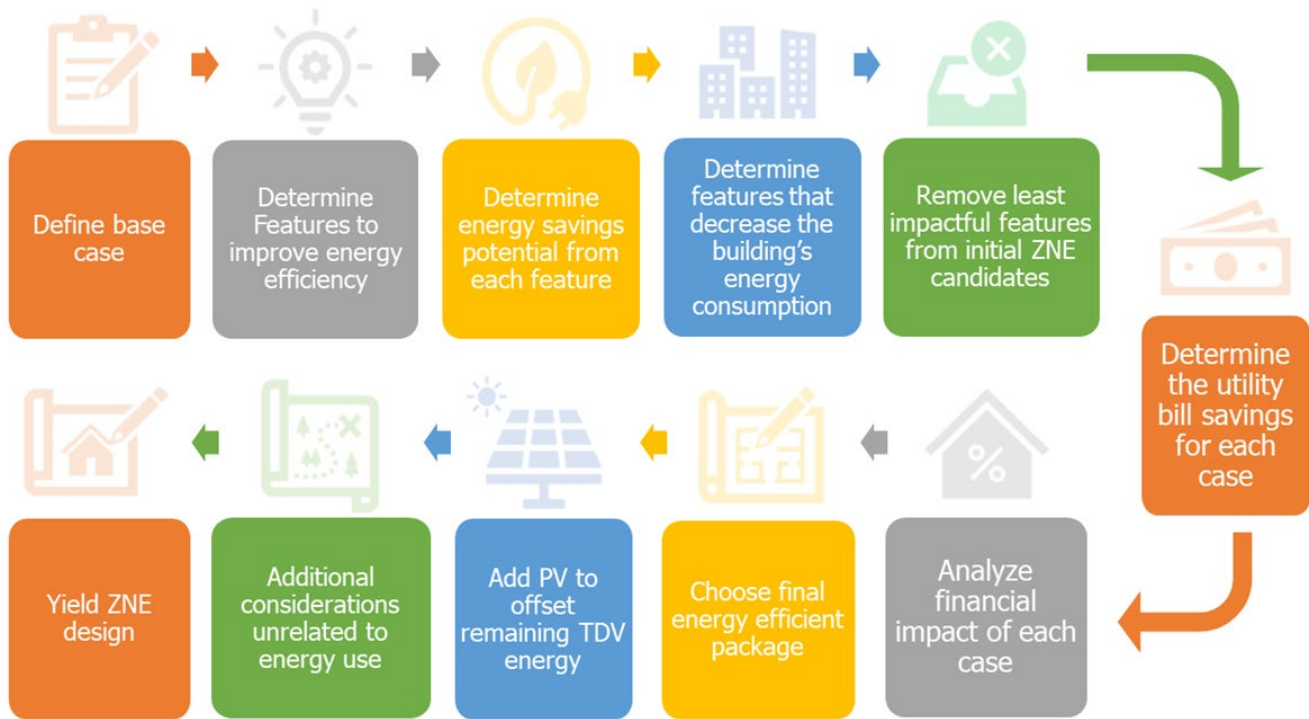 Define base
case
Determine
Features to
improve energy
efficiency
Determine
energy savings
potential from
each feature
Determine
features that
decrease the
building's
energy
consumption
Remove least
impactful features
from initial ZNE
candidates
Determine
the utility
bill savings
for each
case
Analyze
financial
impact of each
case
%
Choose final
energy efficient
package
Add PV to
offset
remaining TDV
energy
Additional
considerations
unrelated to
energy use
Yield ZNE
design